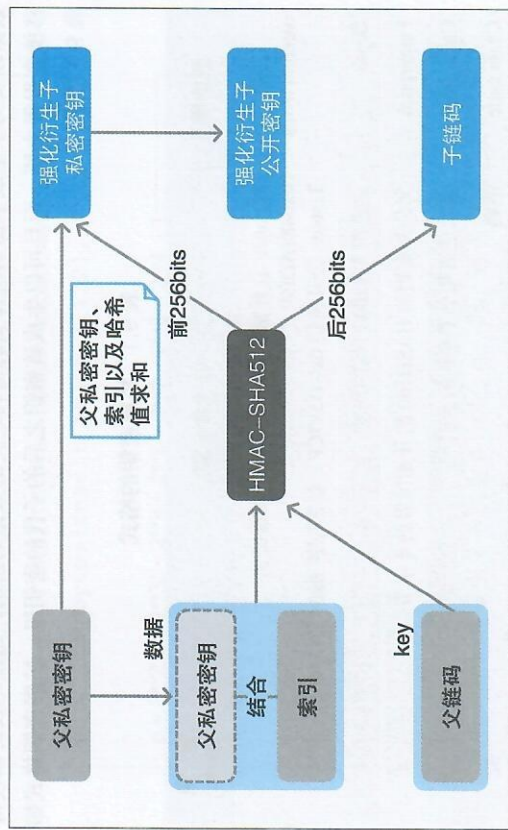 父私密密钥
数据
父私密密钥
结合
索引
key
父链码
父私密密钥、
索引以及哈希
值求和
HMAC-SHA512
前256bits
后256bits
强化衍生子
私密密钥
强化衍生子
公开密钥
子链码